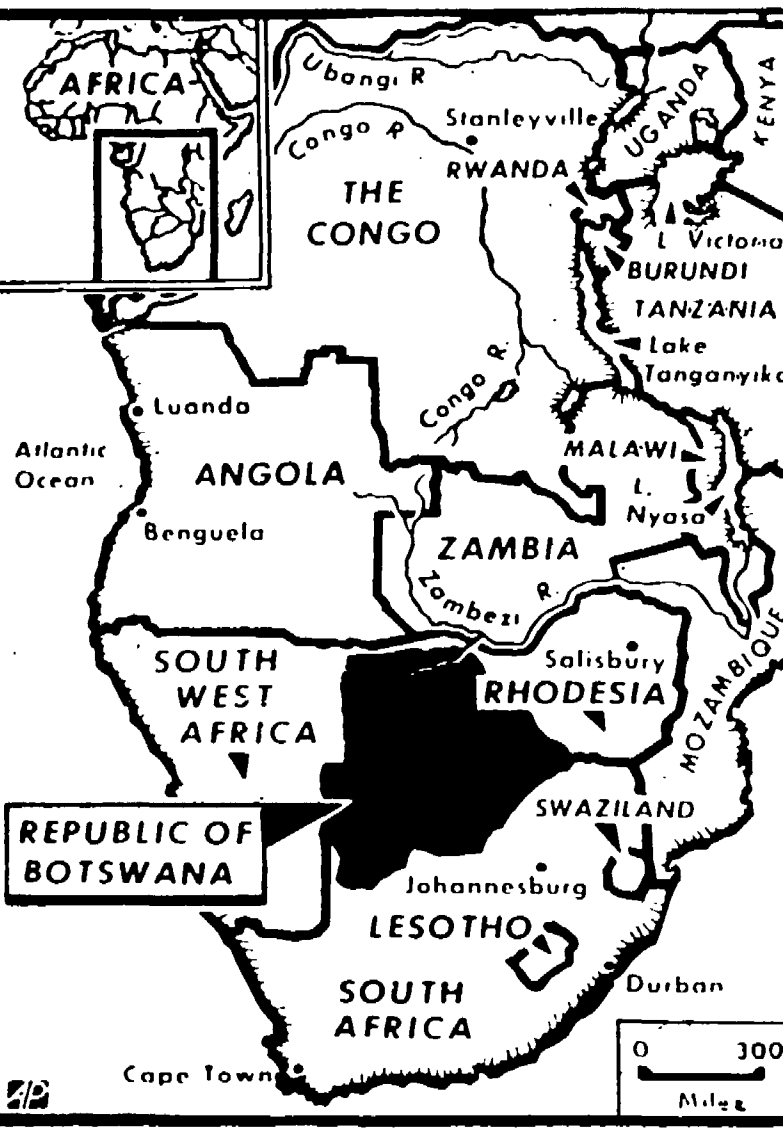 AFRICA
Ubangi R
Congo R
Stanleyville
UGANDA
KENYA
RWANDA
THE
CONGO
L Victoria
BURUNDI
TANZANIA
Lake
Tanganyika
Congo R
Luanda
Atlantic
Ocean
ANGOLA
MALAWI
L.
Nyasa
Benguela
ZAMBIA
Zambezi R.
SOUTH
WEST
AFRICA
Salisbury
RHODESIA
MOZAMBIQUE
SWAZILAND
REPUBLIC OF
BOTSWANA
Johannesburg
LESOTHO
SOUTH
AFRICA
Durban
Cape Town
0 300
Miles
AP